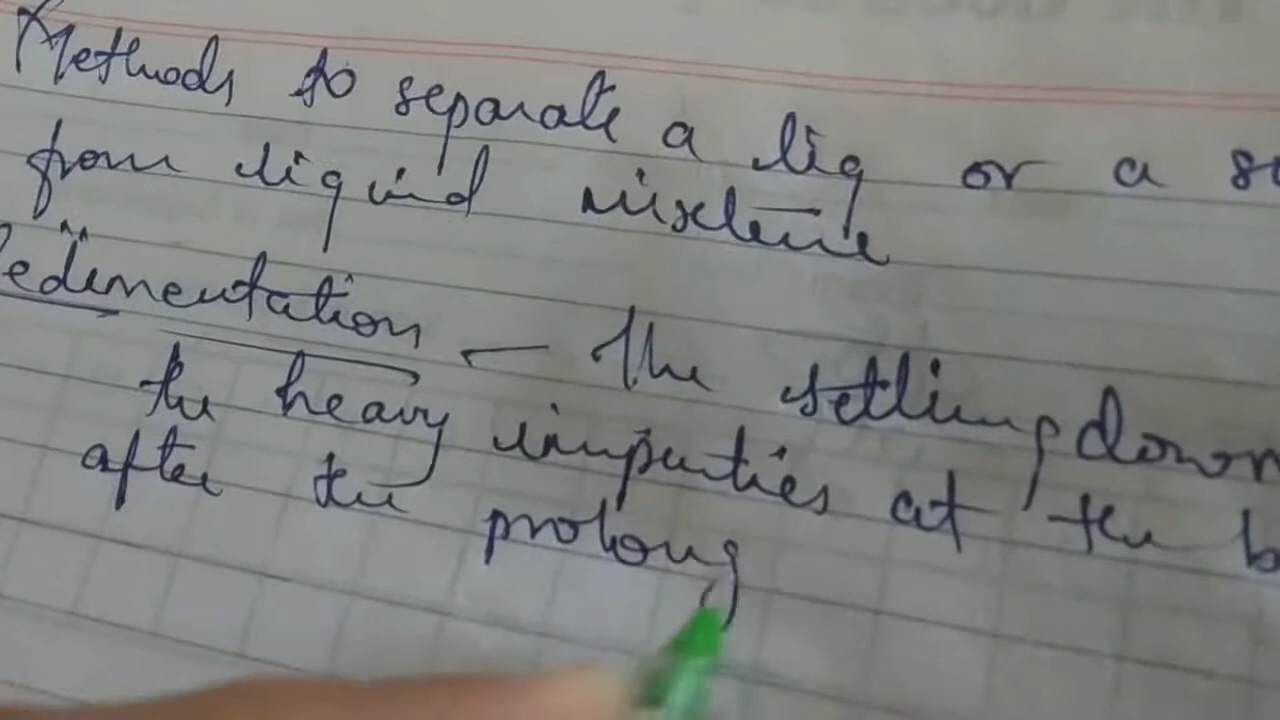 Methods to separate a liq or a s
from liquid mixture
Sedimentation — The settling down
the heavy impurities at the b
after the prolong